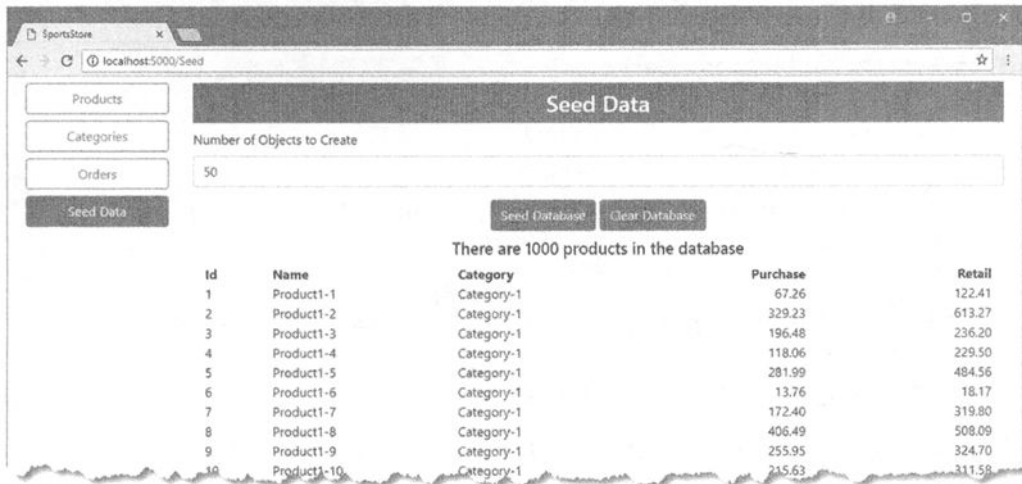 SportsStore
localhost:5000/Seed
Products
Categories
Orders
Seed Data
Seed Data
Number of Objects to Create
50
Seed Database Clear Database
There are 1000 products in the database
Id Name Category Purchase Retail
1 Product1-1 Category-1 67.26 122.41
2 Product1-2 Category-1 329.23 613.27
3 Product1-3 Category-1 196.48 236.20
4 Product1-4 Category-1 118.06 229.50
5 Product1-5 Category-1 281.99 484.56
6 Product1-6 Category-1 13.76 18.17
7 Product1-7 Category-1 172.40 319.80
8 Product1-8 Category-1 406.49 508.09
9 Product1-9 Category-1 255.95 324.70
10 Product1-10 Category-1 215.63 311.58